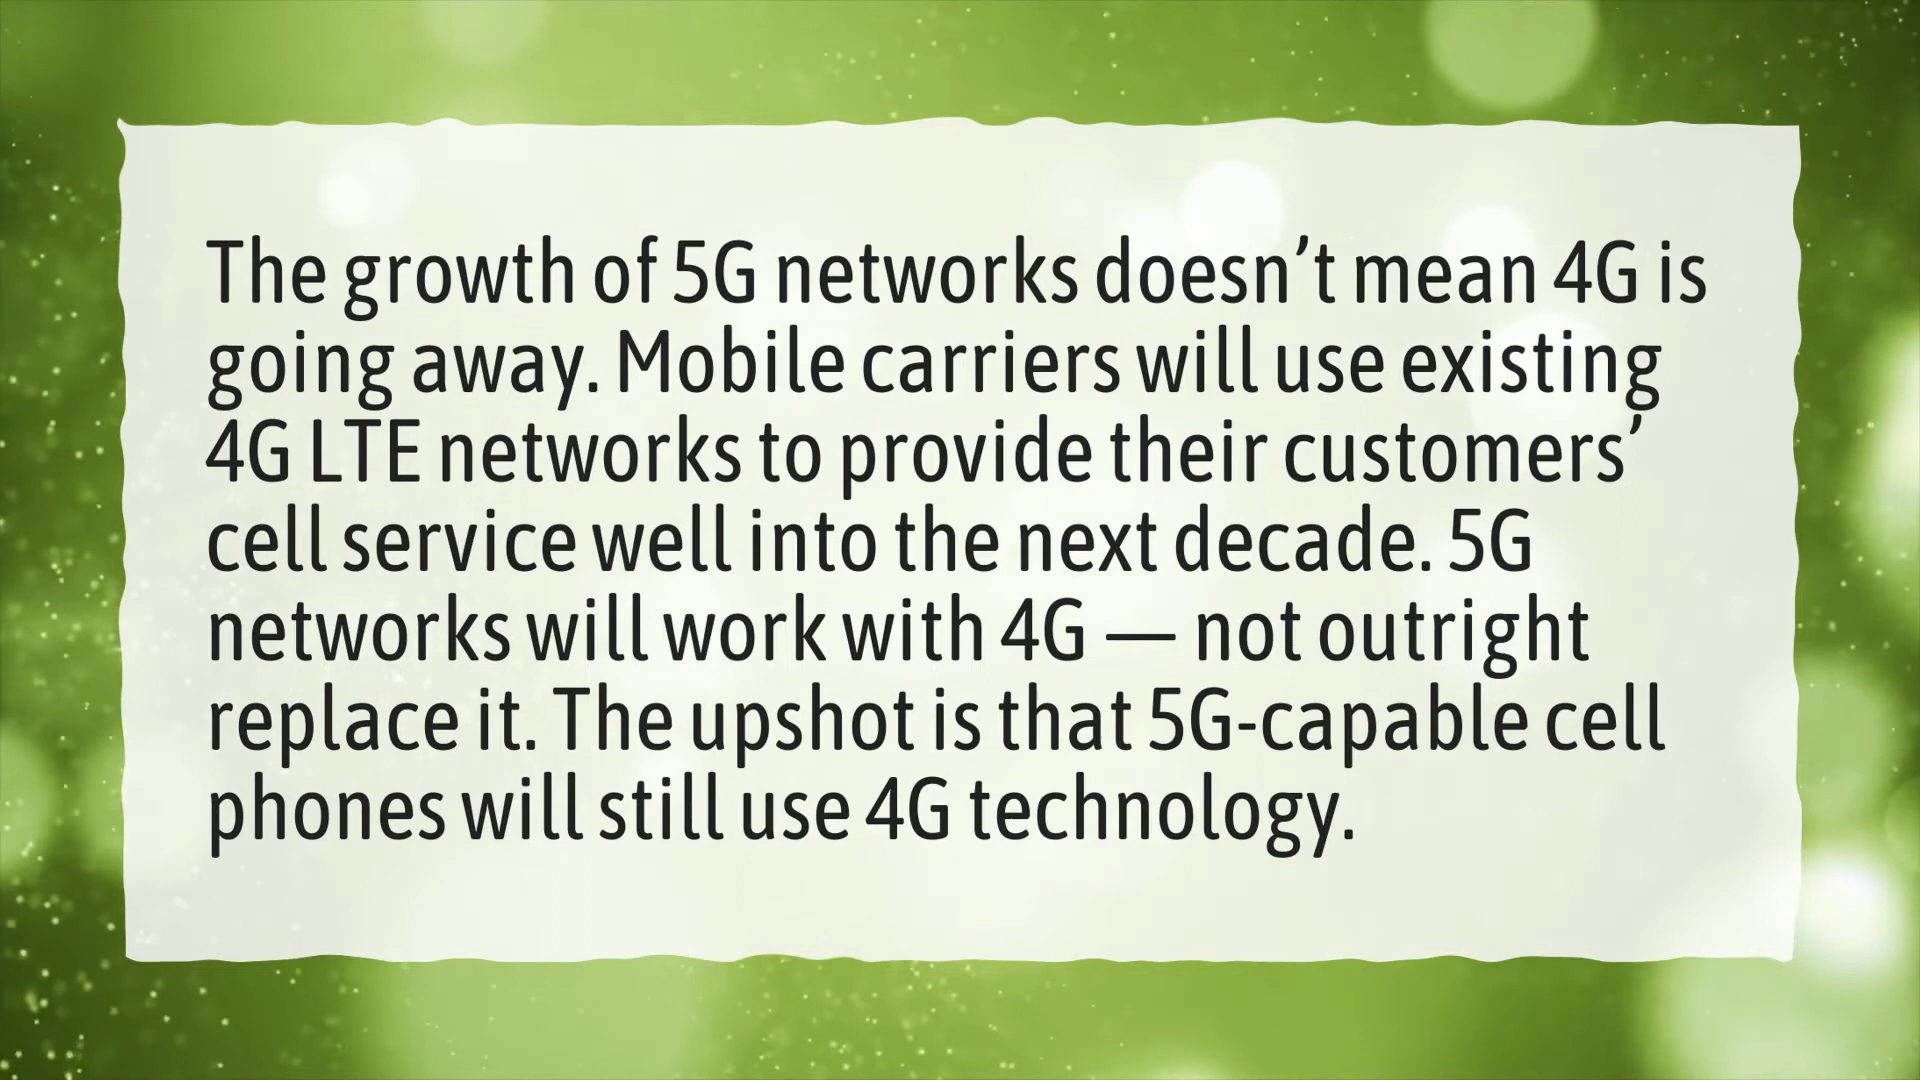 The growth of 5G networks doesn’t mean 4G is
going away. Mobile carriers will use existing
4G LTE networks to provide their customers’
cell service well into the next decade. 5G
networks will work with 4G — not outright
replace it. The upshot is that 5G-capable cell
phones will still use 4G technology.